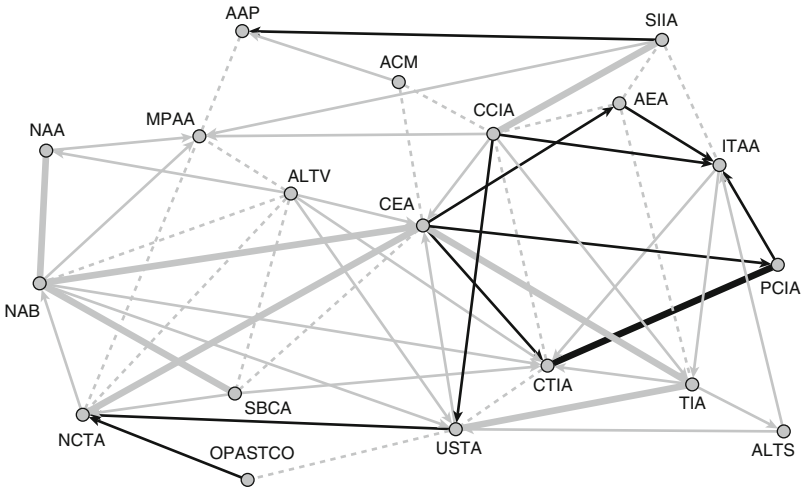 AAP
SIIA
ACM
AEA
CCIA
MPAA
NAA
ITAA
ALTV
CEA
PCIA
NAB
CTIA
TIA
SBCA
NCTA
USTA
ALTS
OPASTCO